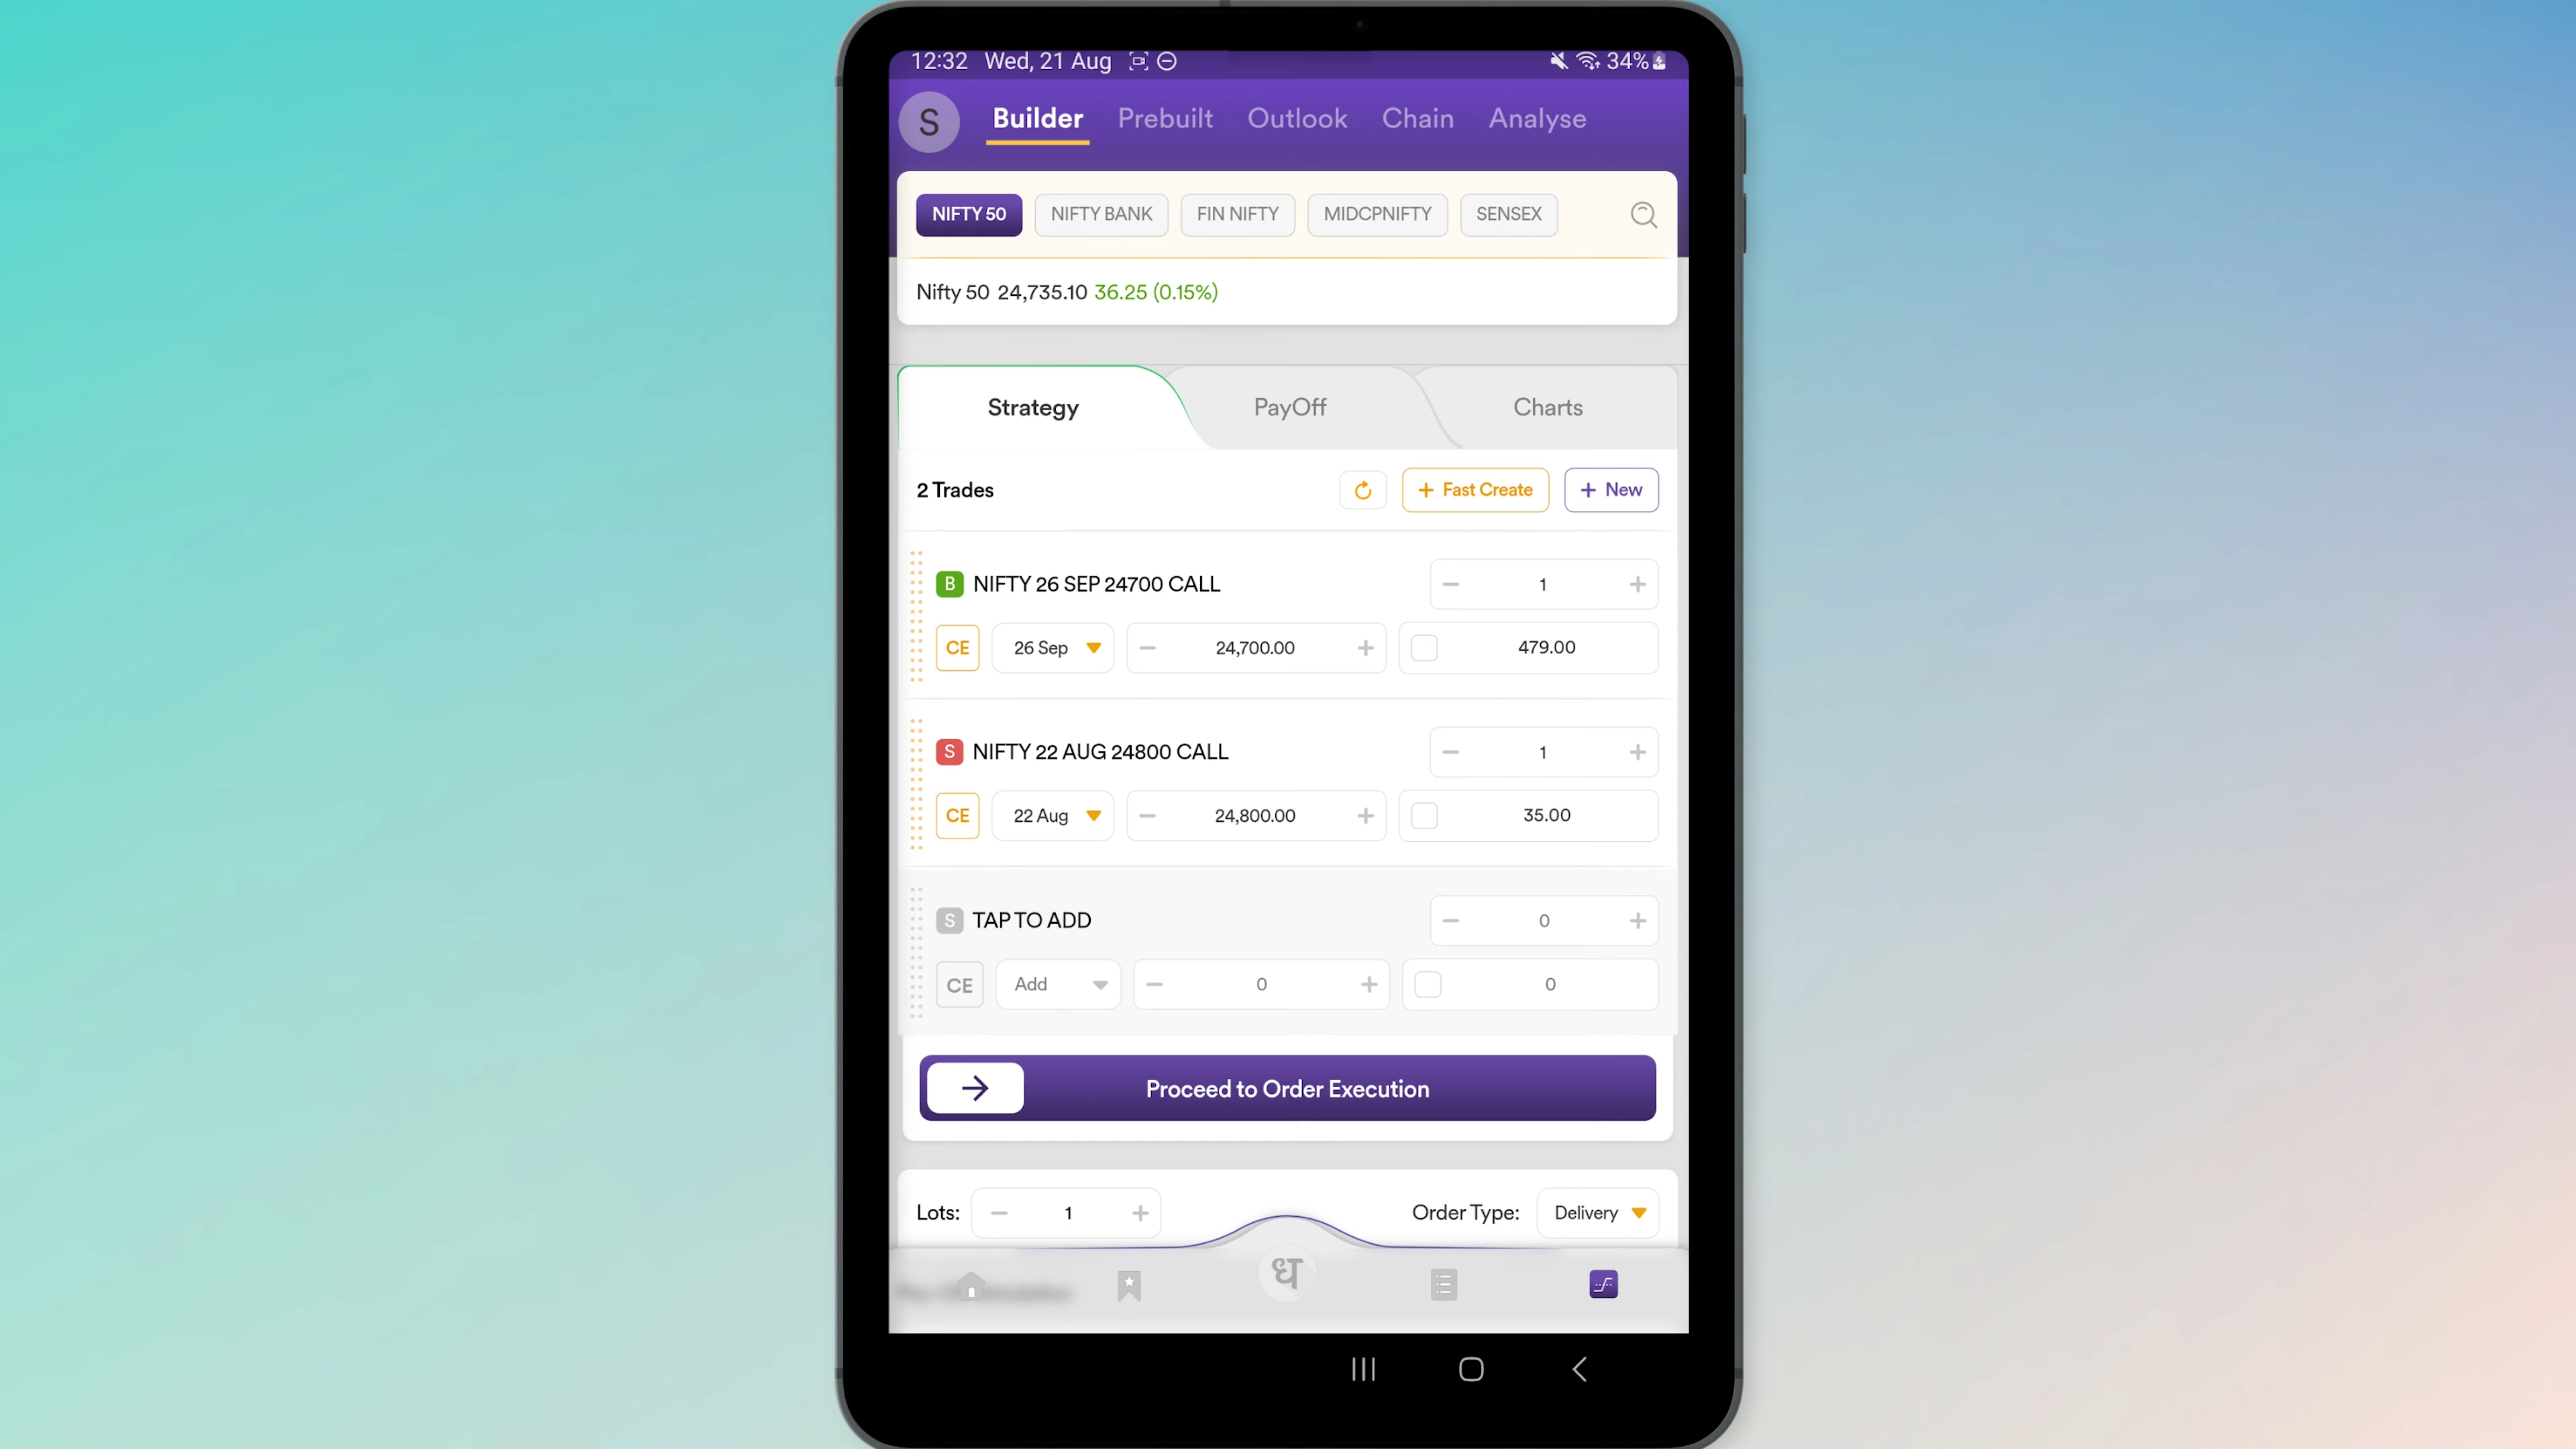 12:32 Wed, 21 Aug 34%
S Builder Prebuilt Outlook Chain Analyse
NIFTY 50 NIFTY BANK FIN NIFTY MIDCPNIFTY SENSEX
Nifty 50 24,735.10 36.25 (0.15%)
Strategy PayOff Charts
2 Trades + Fast Create + New
B NIFTY 26 SEP 24700 CALL − 1 +
CE 26 Sep − 24,700.00 + 479.00
S NIFTY 22 AUG 24800 CALL − 1 +
CE 22 Aug − 24,800.00 + 35.00
S TAP TO ADD − 0 +
CE Add − 0 + 0
Proceed to Order Execution
Lots: − 1 + Order Type: Delivery
ध